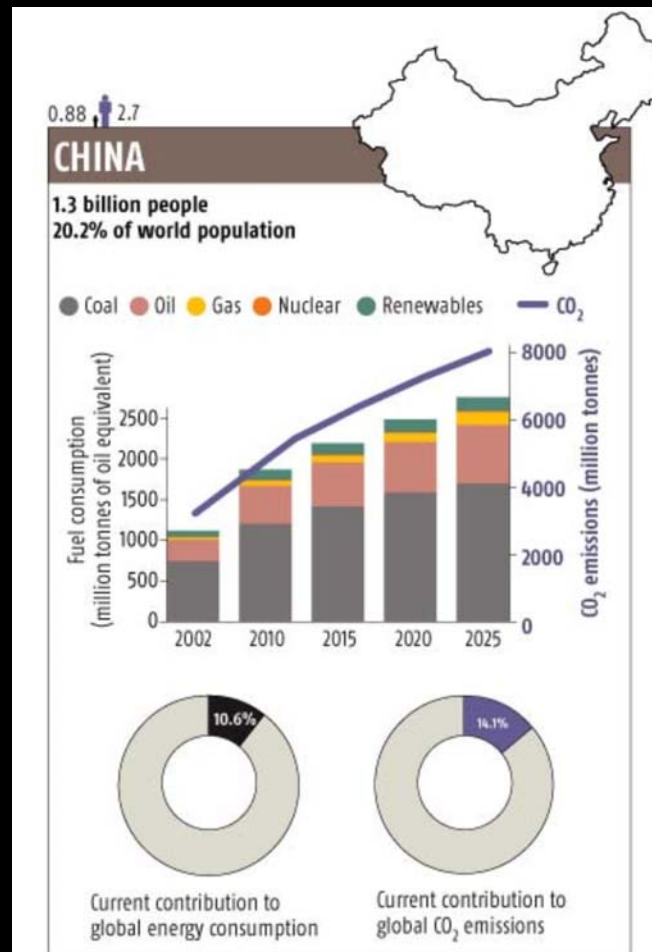 0.88 2.7
CHINA
1.3 billion people
20.2% of world population
Coal Oil Gas Nuclear Renewables CO₂
Fuel consumption
(million tonnes of oil equivalent)
2500
2000
1500
1000
500
0
2002 2010 2015 2020 2025
8000
6000
4000
2000
0
CO₂ emissions (million tonnes)
10.6%
Current contribution to
global energy consumption
14.1%
Current contribution to
global CO₂ emissions